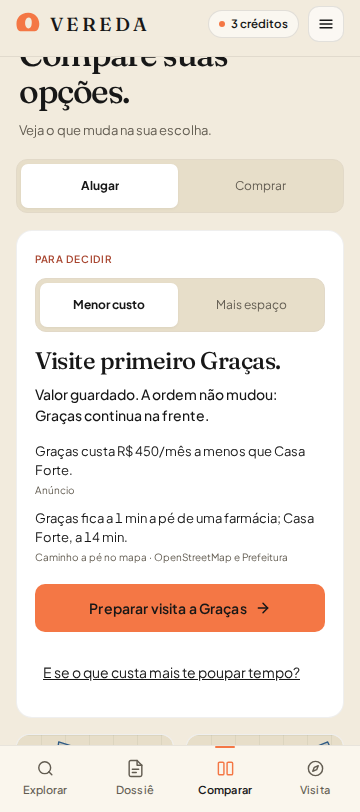 VEREDA
3 créditos
Compare suas
opções.
Veja o que muda na sua escolha.
Alugar
Comprar
PARA DECIDIR
Menor custo
Mais espaço
Visite primeiro Graças.
Valor guardado. A ordem não mudou:
Graças continua na frente.
Graças custa R$ 450/mês a menos que Casa
Forte.
Anúncio
Graças fica a 1 min a pé de uma farmácia; Casa
Forte, a 14 min.
Caminho a pé no mapa · OpenStreetMap e Prefeitura
Preparar visita a Graças →
E se o que custa mais te poupar tempo?
Explorar
Dossiê
Comparar
Visita